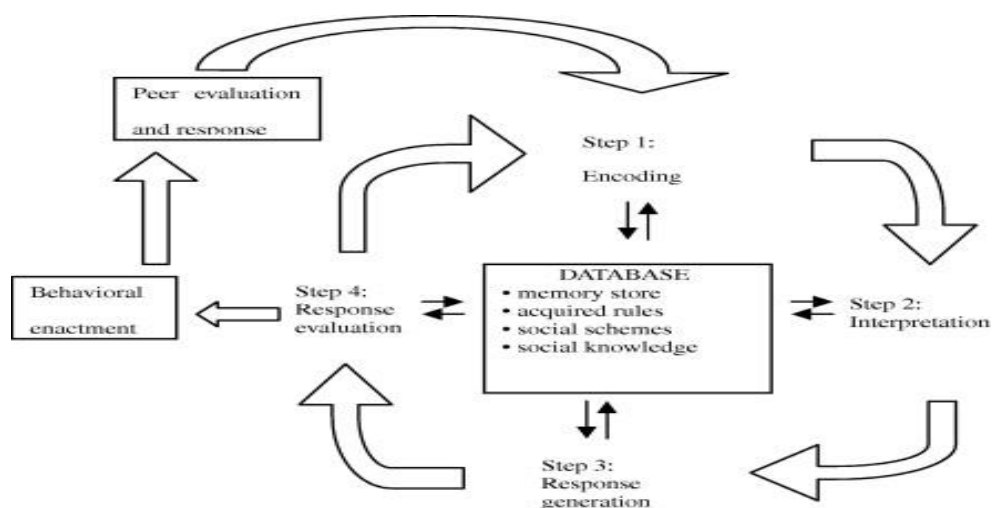 Peer evaluation
and response
Step 1:
Encoding
Behavioral
enactment
Step 4:
Response
evaluation
DATABASE
• memory store
• acquired rules
• social schemes
• social knowledge
Step 2:
Interpretation
Step 3:
Response
generation